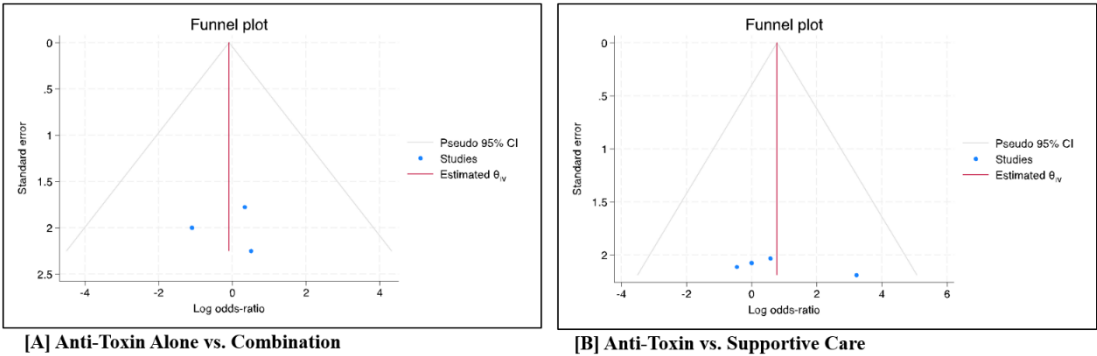 Funnel plot
0
.5
1
1.5
2
2.5
Standard error
-4
-2
0
2
4
Log odds-ratio
Pseudo 95% CI
Studies
Estimated θIV
[A] Anti-Toxin Alone vs. Combination
Funnel plot
0
.5
1
1.5
2
Standard error
-4
-2
0
2
4
6
Log odds-ratio
Pseudo 95% CI
Studies
Estimated θIV
[B] Anti-Toxin vs. Supportive Care